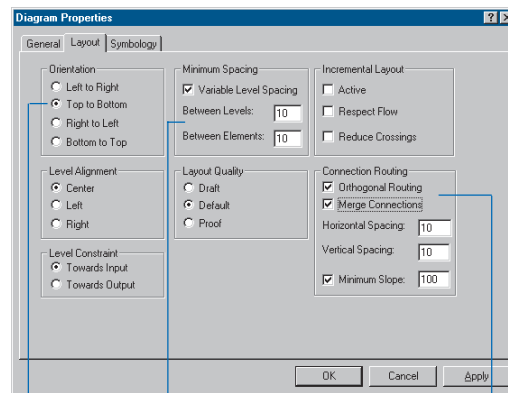 Diagram Properties
General Layout Symbology
Orientation
Left to Right
Top to Bottom
Right to Left
Bottom to Top
Minimum Spacing
Variable Level Spacing
Between Levels: 10
Between Elements: 10
Incremental Layout
Active
Respect Flow
Reduce Crossings
Level Alignment
Center
Left
Right
Layout Quality
Draft
Default
Proof
Connection Routing
Orthogonal Routing
Merge Connections
Horizontal Spacing: 10
Vertical Spacing: 10
Minimum Slope: 100
Level Constraint
Towards Input
Towards Output
OK Cancel Apply